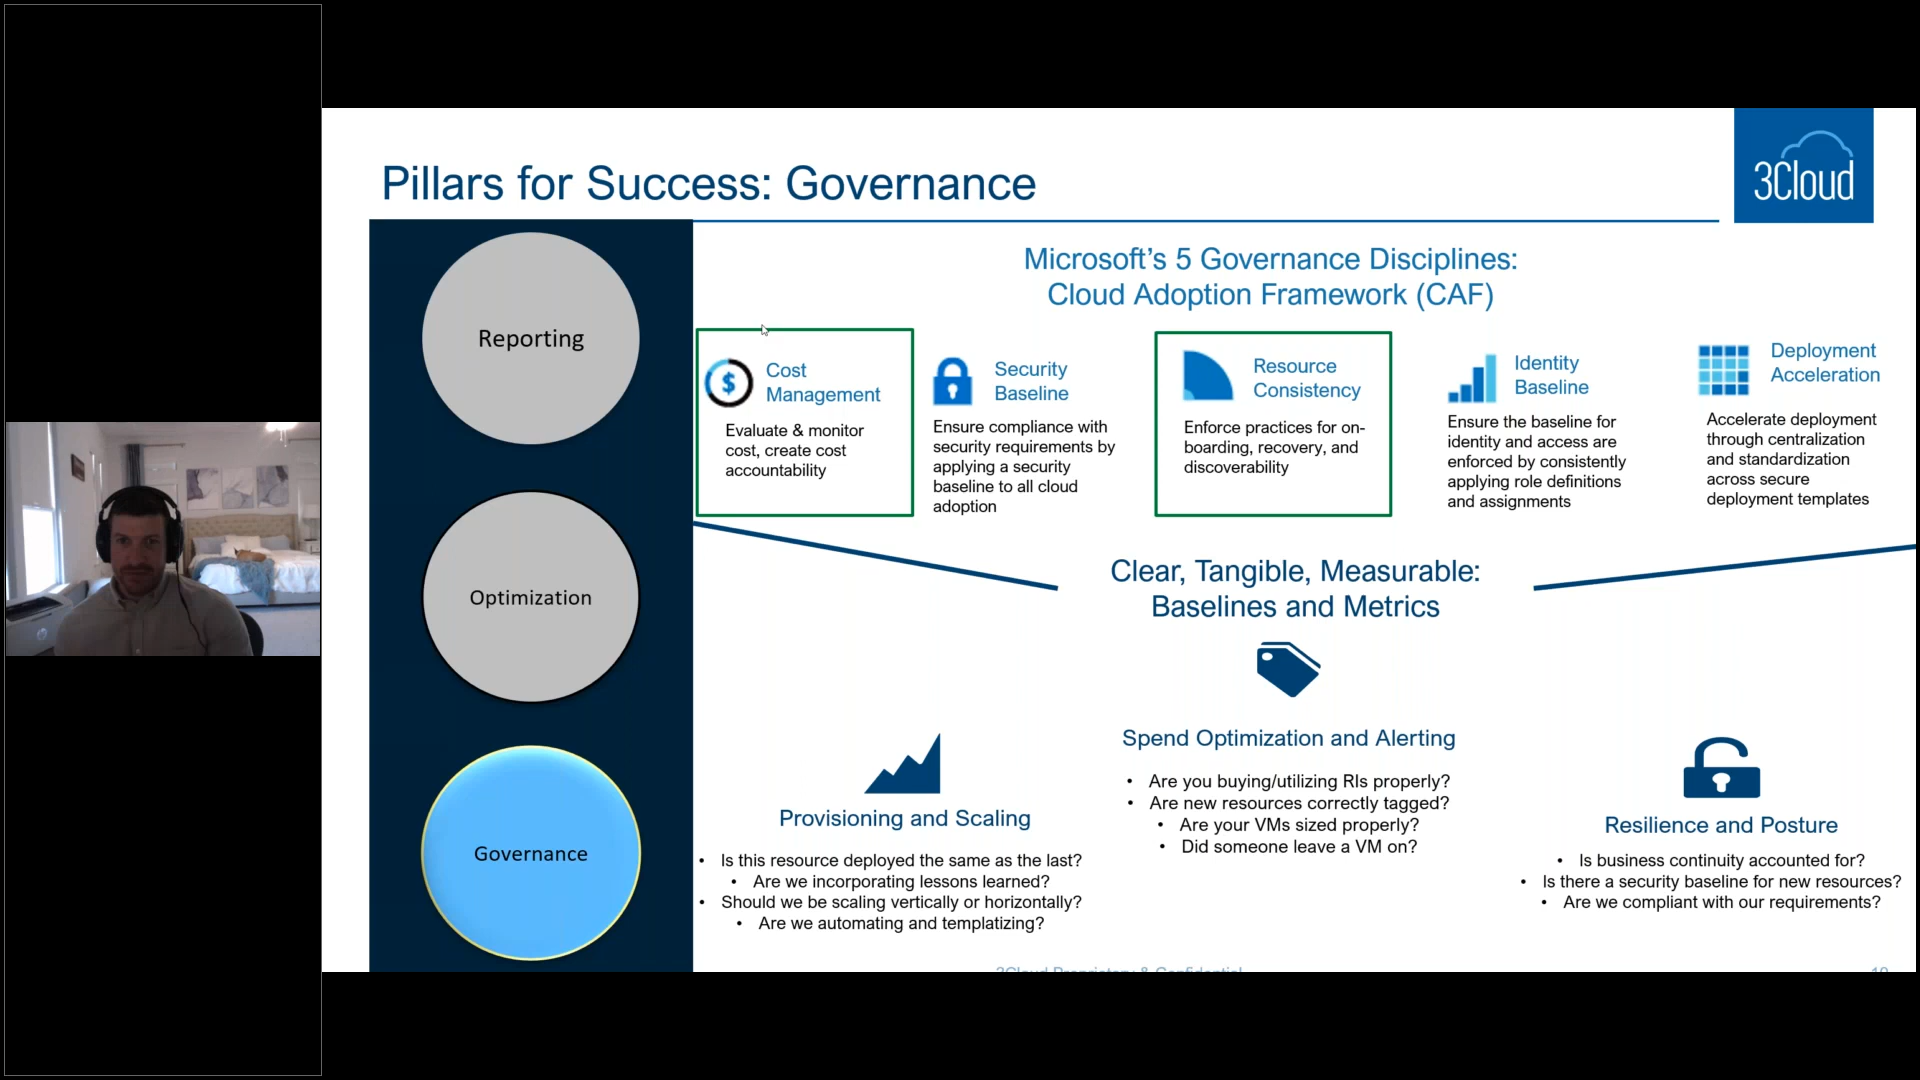 3Cloud
Pillars for Success: Governance
Reporting
Optimization
Governance
Microsoft’s 5 Governance Disciplines:
Cloud Adoption Framework (CAF)
Cost
Management
Evaluate & monitor
cost, create cost
accountability
Security
Baseline
Ensure compliance with
security requirements by
applying a security
baseline to all cloud
adoption
Resource
Consistency
Enforce practices for on-
boarding, recovery, and
discoverability
Identity
Baseline
Ensure the baseline for
identity and access are
enforced by consistently
applying role definitions
and assignments
Deployment
Acceleration
Accelerate deployment
through centralization
and standardization
across secure
deployment templates
Clear, Tangible, Measurable:
Baselines and Metrics
Provisioning and Scaling
• Is this resource deployed the same as the last?
• Are we incorporating lessons learned?
• Should we be scaling vertically or horizontally?
• Are we automating and templatizing?
Spend Optimization and Alerting
• Are you buying/utilizing RIs properly?
• Are new resources correctly tagged?
• Are your VMs sized properly?
• Did someone leave a VM on?
Resilience and Posture
• Is business continuity accounted for?
• Is there a security baseline for new resources?
• Are we compliant with our requirements?
3Cloud Proprietary & Confidential